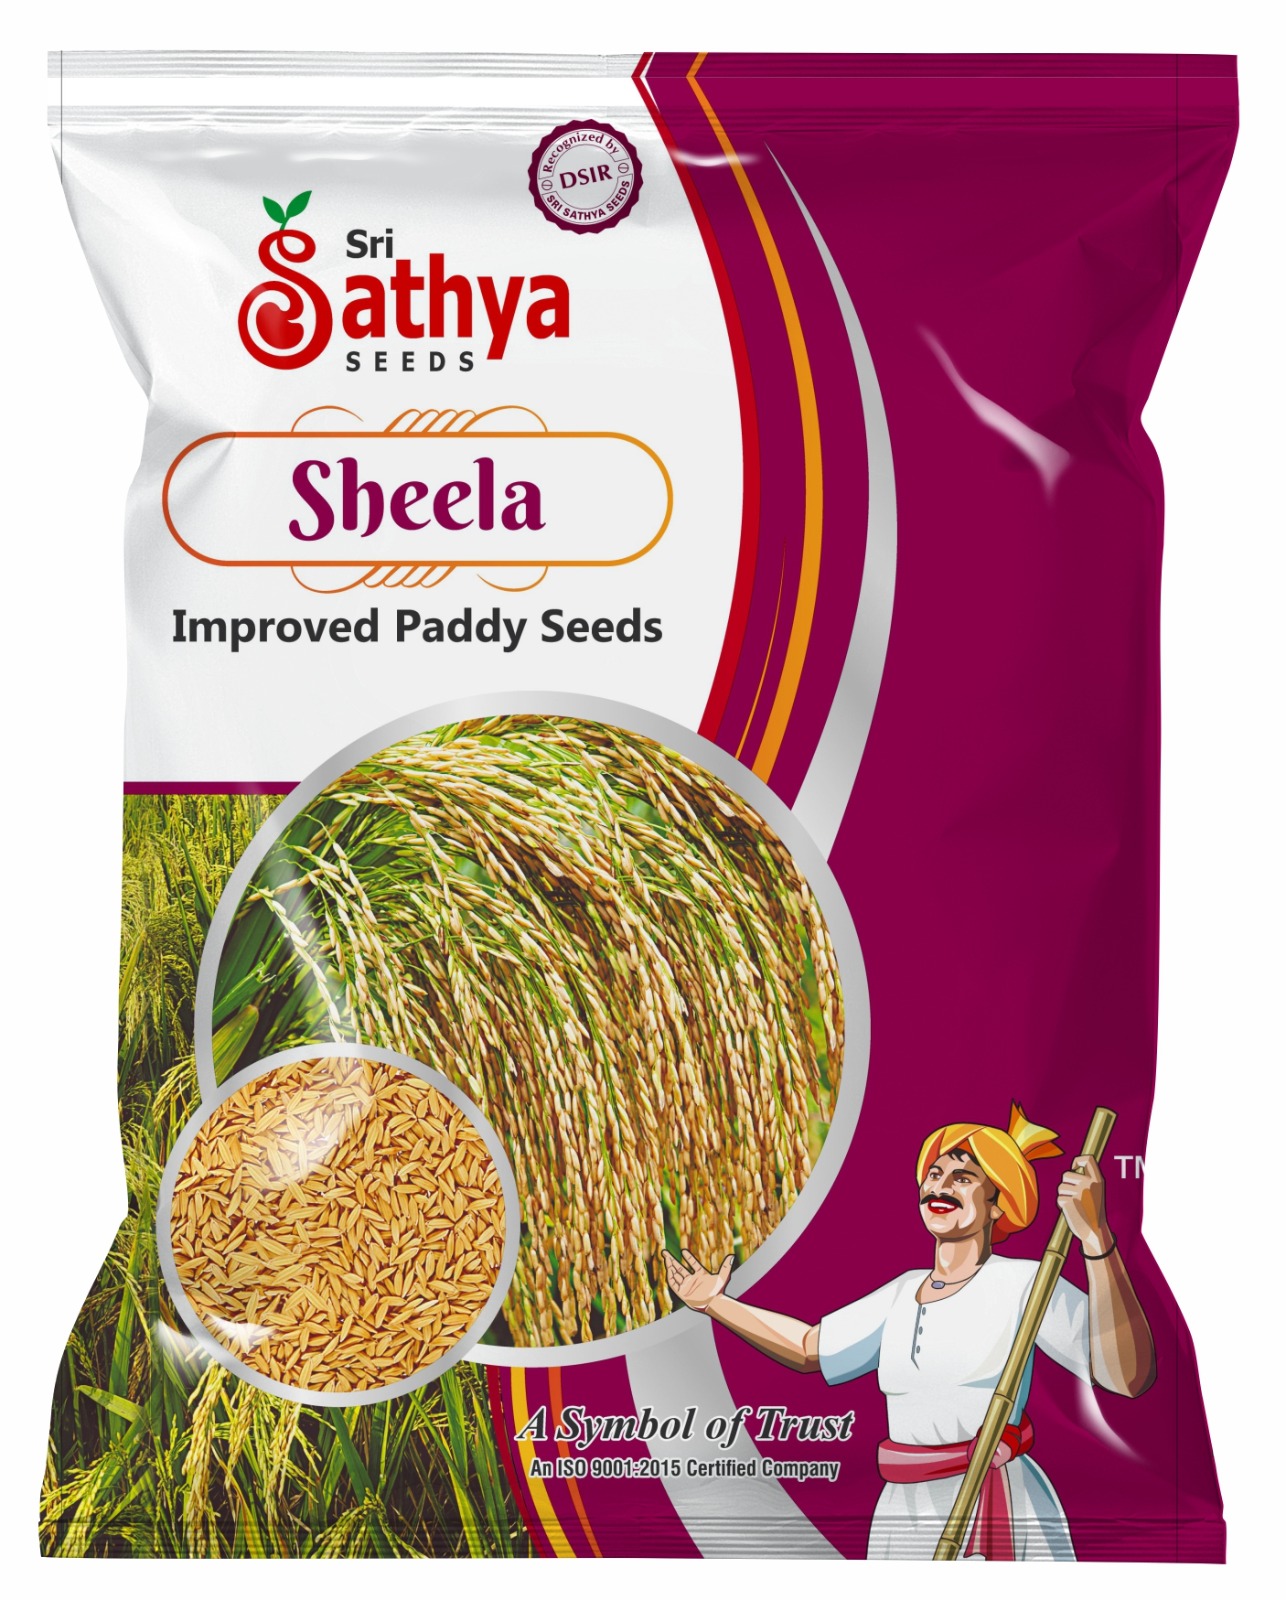 Recognized by
DSIR
SRI SATHYA SEEDS
Sri
Sathya
SEEDS
Sheela
Improved Paddy Seeds
TM
A Symbol of Trust
An ISO 9001:2015 Certified Company